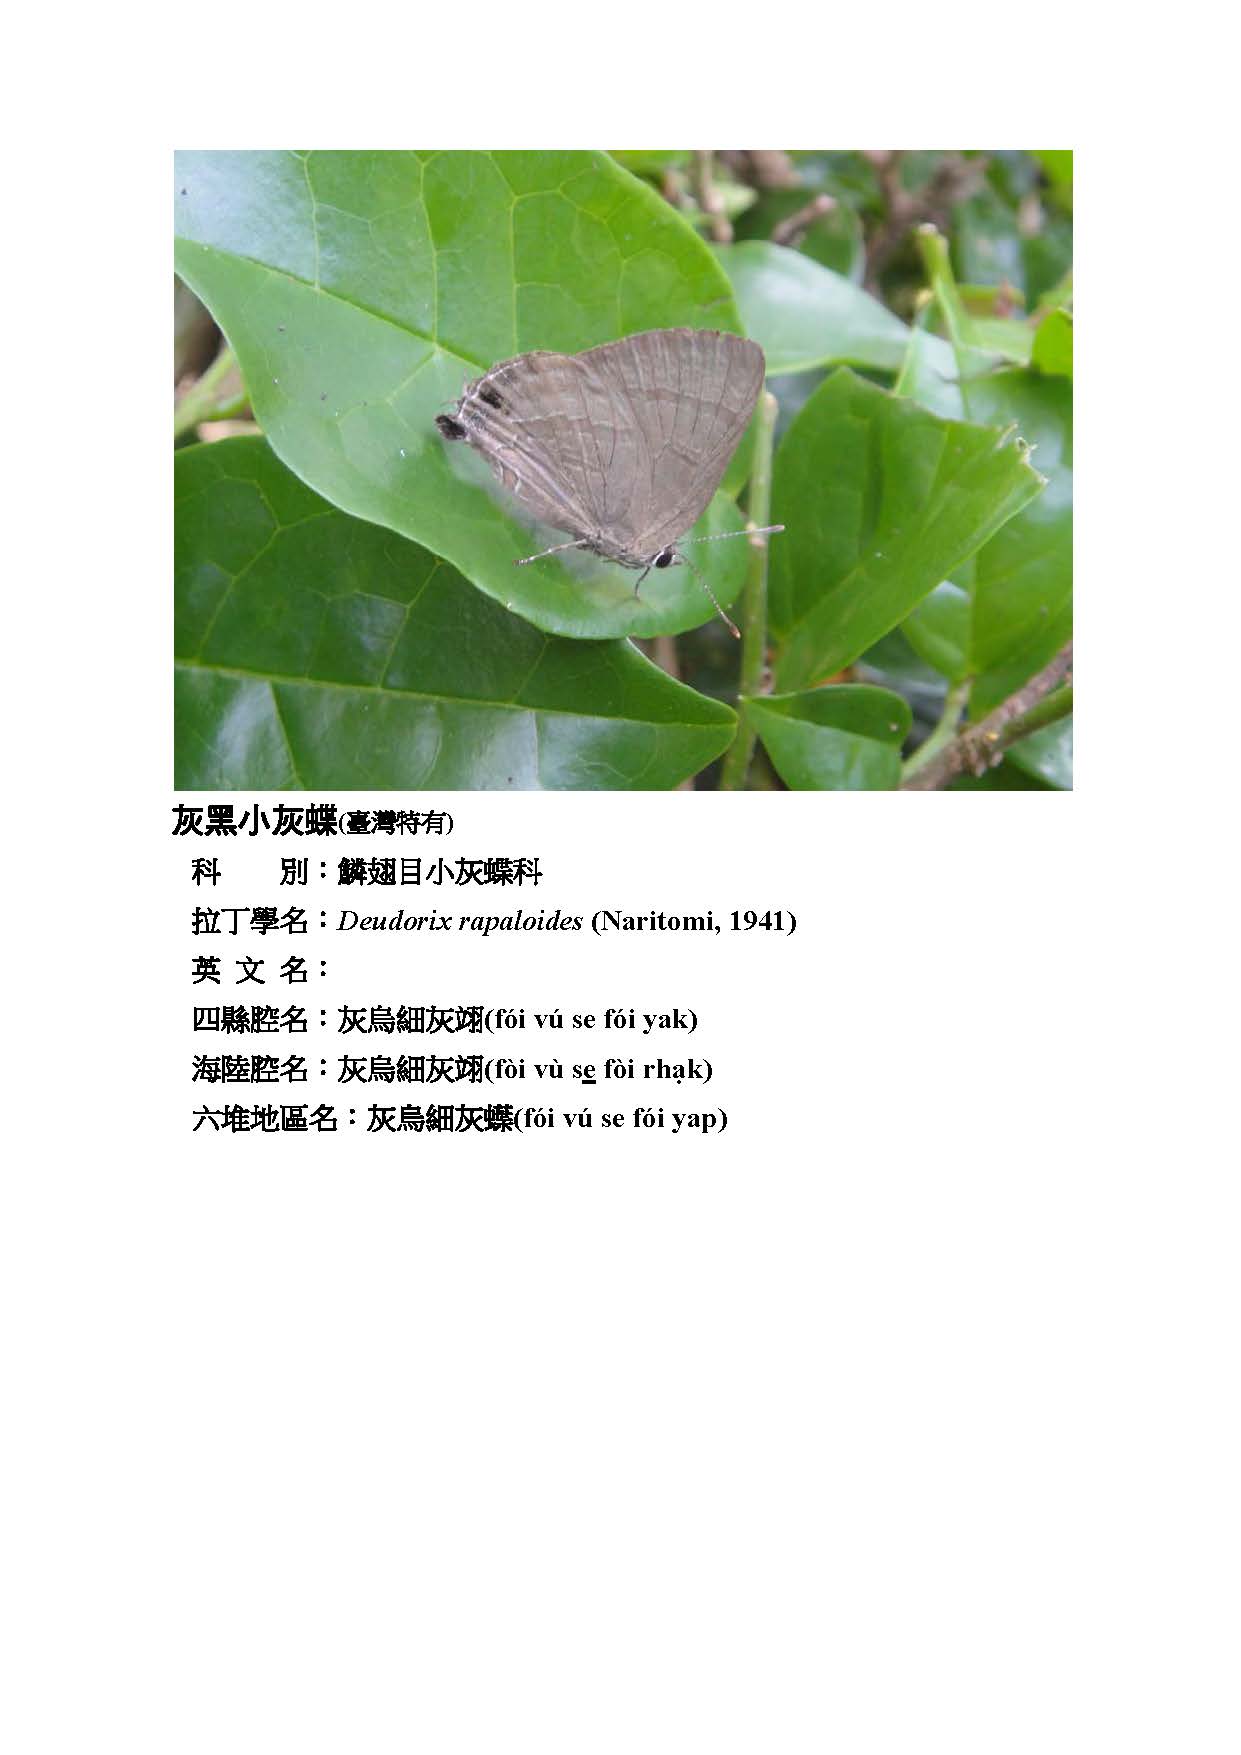 灰黑小灰蝶(臺灣特有)
科　　別：鱗翅目小灰蝶科
拉丁學名：Deudorix rapaloides (Naritomi, 1941)
英 文 名：
四縣腔名：灰烏細灰翊(fói vú se fói yak)
海陸腔名：灰烏細灰翊(fòi vù se̲ fòi rhạk)
六堆地區名：灰烏細灰蝶(fói vú se fói yap)